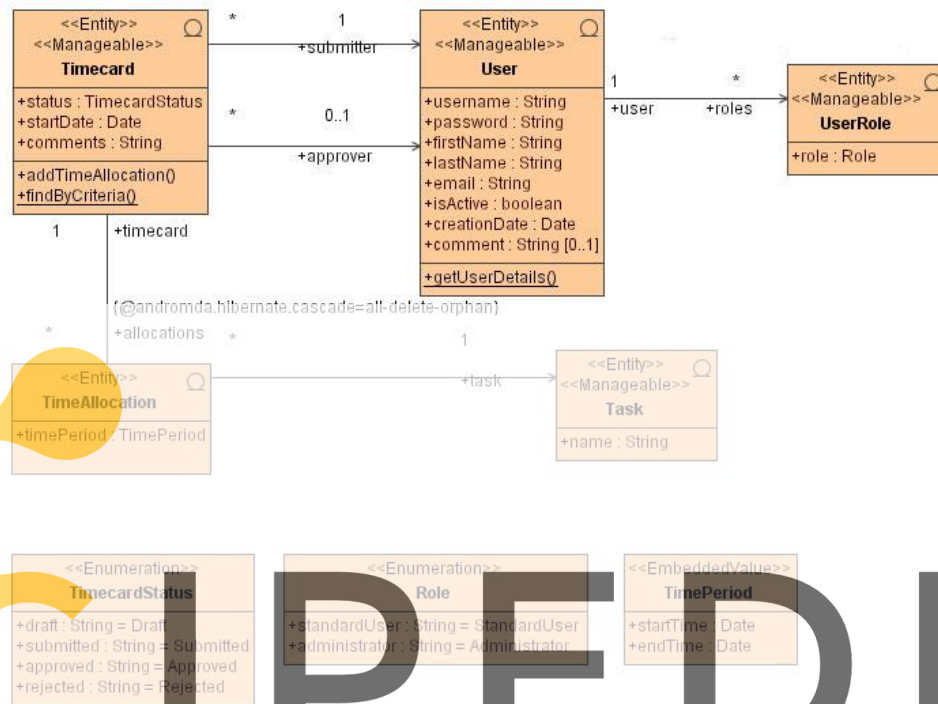 <<Entity>>
<<Manageable>>
Timecard
+status : TimecardStatus
+startDate : Date
+comments : String
+addTimeAllocation()
+findByCriteria()
* 1
+submitter
* 0..1
+approver
<<Entity>>
<<Manageable>>
User
+username : String
+password : String
+firstName : String
+lastName : String
+email : String
+isActive : boolean
+creationDate : Date
+comment : String [0..1]
+getUserDetails()
1 *
+user +roles
<<Entity>>
<<Manageable>>
UserRole
+role : Role
1 +timecard
{@andromda.hibernate.cascade=all-delete-orphan}
* +allocations
* 1
+task
<<Entity>>
TimeAllocation
+timePeriod : TimePeriod
<<Entity>>
<<Manageable>>
Task
+name : String
<<Enumeration>>
TimecardStatus
+draft : String = Draft
+submitted : String = Submitted
+approved : String = Approved
+rejected : String = Rejected
<<Enumeration>>
Role
+standardUser : String = StandardUser
+administrator : String = Administrator
<<EmbeddedValue>>
TimePeriod
+startTime : Date
+endTime : Date